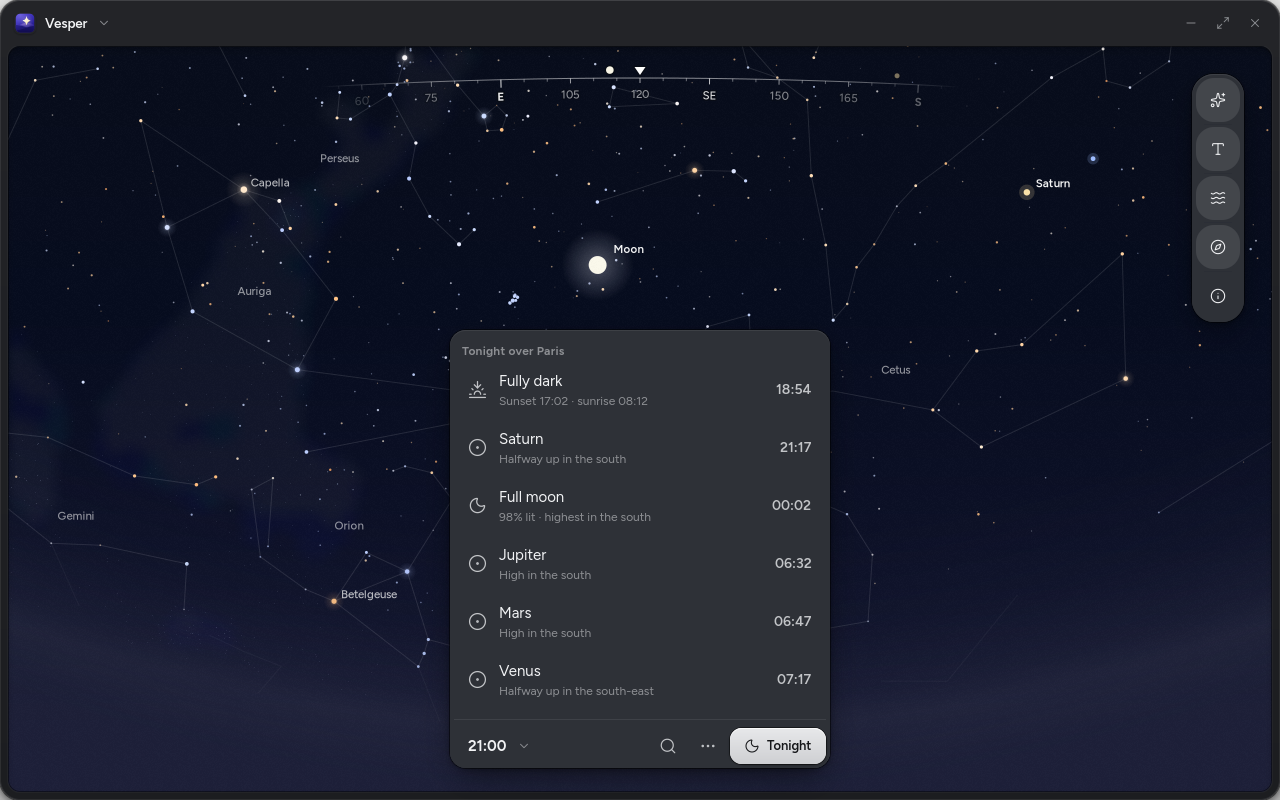 Vesper
60
75
E
105
120
SE
150
165
S
Perseus
Capella
Saturn
Moon
Auriga
Cetus
Gemini
Orion
Betelgeuse
Tonight over Paris
Fully dark
18:54
Sunset 17:02 · sunrise 08:12
Saturn
21:17
Halfway up in the south
Full moon
00:02
98% lit · highest in the south
Jupiter
06:32
High in the south
Mars
06:47
High in the south
Venus
07:17
Halfway up in the south-east
21:00
Tonight